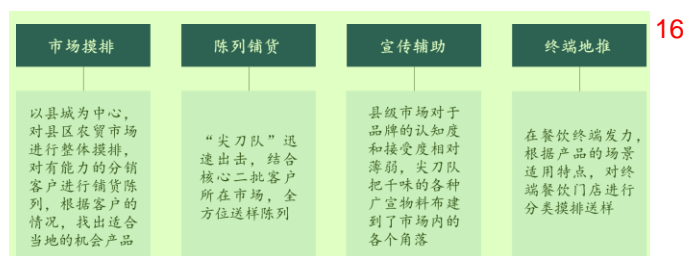 市场摸排
以县城为中心，
对县区农贸市场
进行整体摸排，
对有能力的分销
客户进行铺货陈
列，根据客户的
情况，找出适合
当地的机会产品
陈列铺货
“尖刀队”迅
速出击，结合
核心二批客户
所在市场，全
方位送样陈列
宣传辅助
县级市场对于
品牌的认知度
和接受度相对
薄弱，尖刀队
把千味的各种
广宣物料布建
到了市场内的
各个角落
终端地推
在餐饮终端发力，
根据产品的场景
适用特点，对终
端餐饮门店进行
分类摸排送样
16